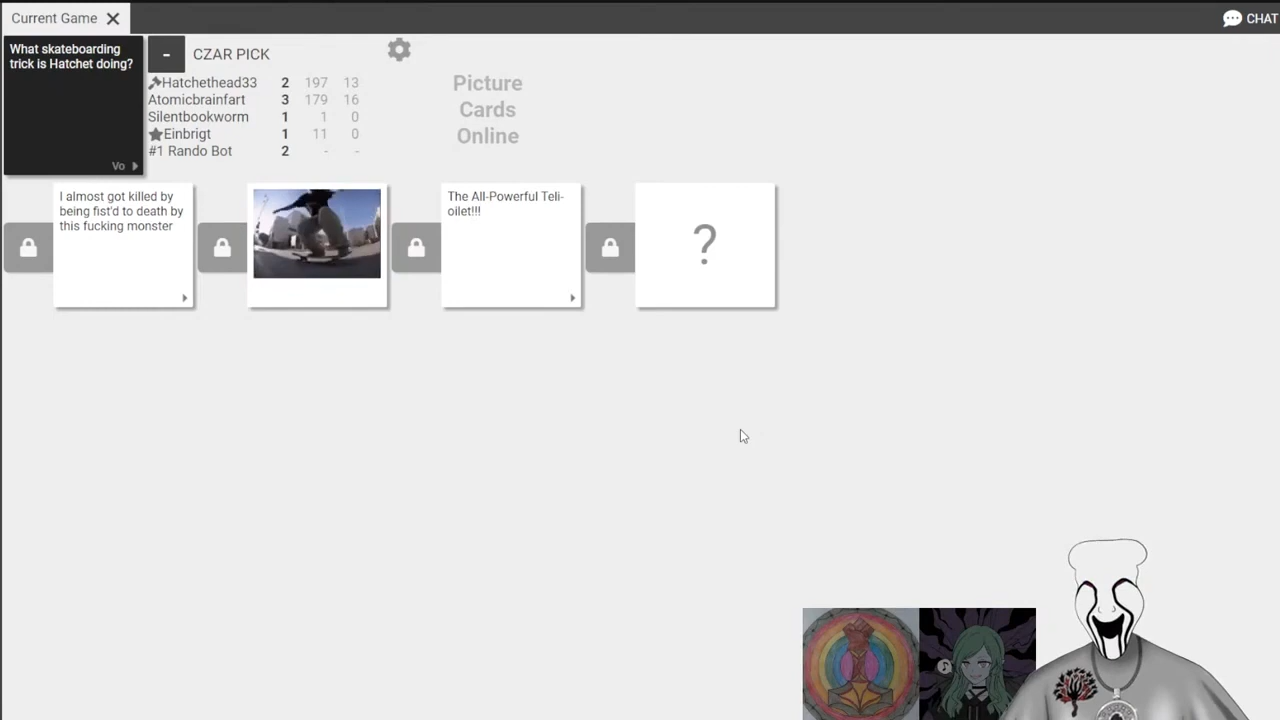 Current Game
CHAT
What skateboarding
trick is Hatchet doing?
Vo
-
CZAR PICK
Hatchethead33 2 197 13
Atomicbrainfart 3 179 16
Silentbookworm 1 1 0
Einbrigt 1 11 0
#1 Rando Bot 2 - -
Picture
Cards
Online
I almost got killed by
being fist'd to death by
this fucking monster
The All-Powerful Teli-
oilet!!!
?